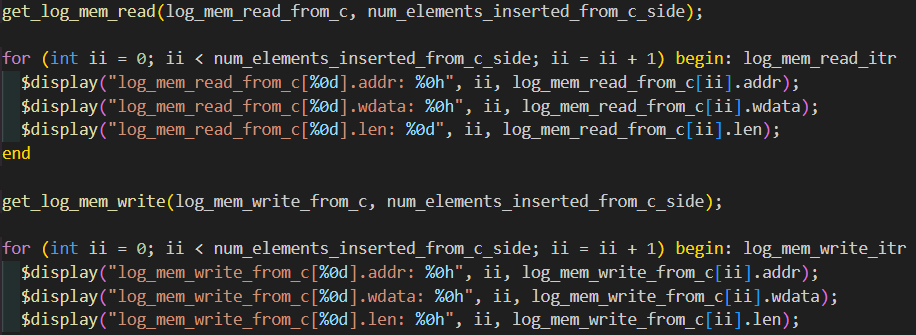 get_log_mem_read(log_mem_read_from_c, num_elements_inserted_from_c_side);
for (int ii = 0; ii < num_elements_inserted_from_c_side; ii = ii + 1) begin: log_mem_read_itr
$display("log_mem_read_from_c[%0d].addr: %0h", ii, log_mem_read_from_c[ii].addr);
$display("log_mem_read_from_c[%0d].wdata: %0h", ii, log_mem_read_from_c[ii].wdata);
$display("log_mem_read_from_c[%0d].len: %0d", ii, log_mem_read_from_c[ii].len);
end
get_log_mem_write(log_mem_write_from_c, num_elements_inserted_from_c_side);
for (int ii = 0; ii < num_elements_inserted_from_c_side; ii = ii + 1) begin: log_mem_write_itr
$display("log_mem_write_from_c[%0d].addr: %0h", ii, log_mem_write_from_c[ii].addr);
$display("log_mem_write_from_c[%0d].wdata: %0h", ii, log_mem_write_from_c[ii].wdata);
$display("log_mem_write_from_c[%0d].len: %0h", ii, log_mem_write_from_c[ii].len);